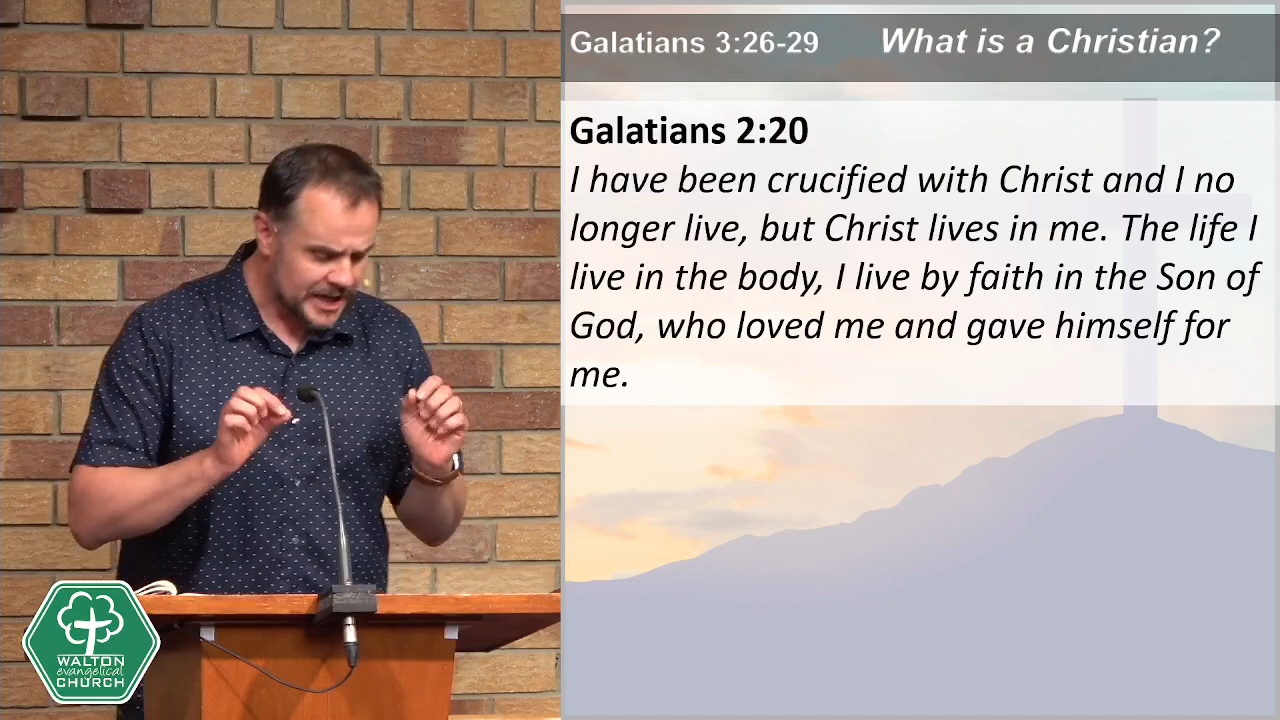 Galatians 3:26-29 What is a Christian?
Galatians 2:20
I have been crucified with Christ and I no
longer live, but Christ lives in me. The life I
live in the body, I live by faith in the Son of
God, who loved me and gave himself for
me.
WALTON
evangelical
CHURCH